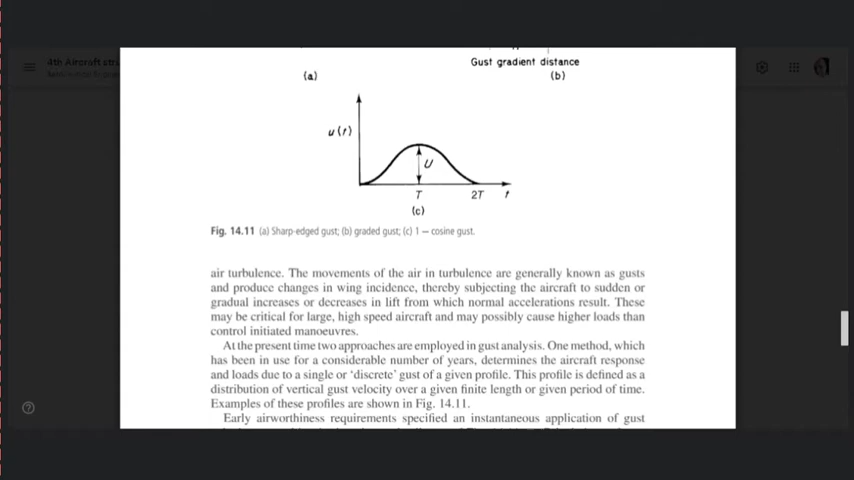 4th Aircraft str
Gust gradient distance
(a)
(b)
u(t)
U
T
2T
t
(c)
Fig. 14.11 (a) Sharp-edged gust; (b) graded gust; (c) 1 – cosine gust.
air turbulence. The movements of the air in turbulence are generally known as gusts
and produce changes in wing incidence, thereby subjecting the aircraft to sudden or
gradual increases or decreases in lift from which normal accelerations result. These
may be critical for large, high speed aircraft and may possibly cause higher loads than
control initiated manoeuvres.
At the present time two approaches are employed in gust analysis. One method, which
has been in use for a considerable number of years, determines the aircraft response
and loads due to a single or ‘discrete’ gust of a given profile. This profile is defined as a
distribution of vertical gust velocity over a given finite length or given period of time.
Examples of these profiles are shown in Fig. 14.11.
Early airworthiness requirements specified an instantaneous application of gust